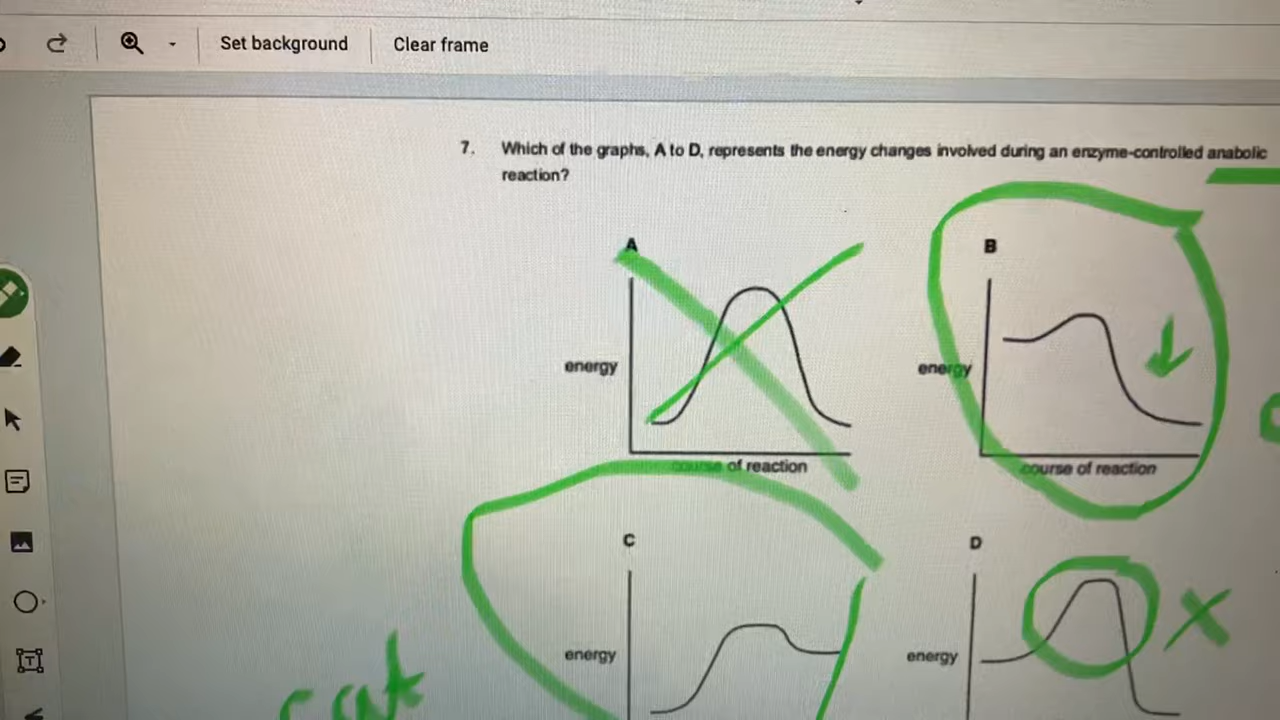 Set background Clear frame
7. Which of the graphs, A to D, represents the energy changes involved during an enzyme-controlled anabolic
reaction?
A B
energy energy
course of reaction course of reaction
C D
energy energy
cat